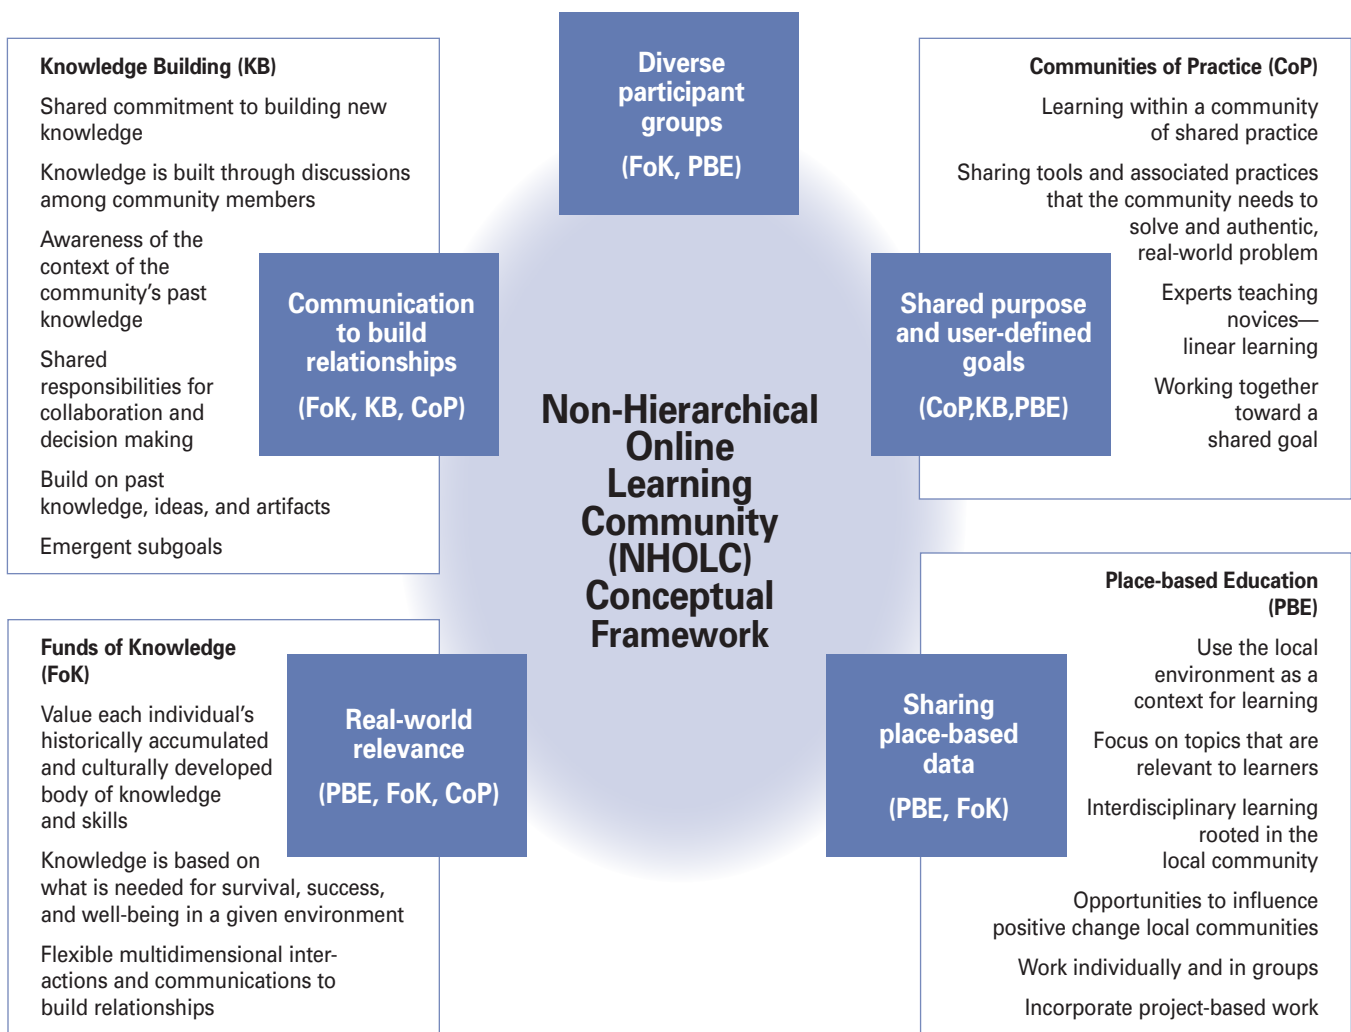 Knowledge Building (KB)
Shared commitment to building new
knowledge
Knowledge is built through discussions
among community members
Awareness of the
context of the
community’s past
knowledge
Shared
responsibilities for
collaboration and
decision making
Build on past
knowledge, ideas, and artifacts
Emergent subgoals
Communication
to build
relationships
(FoK, KB, CoP)
Diverse
participant
groups
(FoK, PBE)
Communities of Practice (CoP)
Learning within a community
of shared practice
Sharing tools and associated practices
that the community needs to
solve and authentic,
real-world problem
Experts teaching
novices—
linear learning
Working together
toward a
shared goal
Shared purpose
and user-defined
goals
(CoP,KB,PBE)
Non-Hierarchical
Online
Learning
Community
(NHOLC)
Conceptual
Framework
Funds of Knowledge
(FoK)
Value each individual’s
historically accumulated
and culturally developed
body of knowledge
and skills
Knowledge is based on
what is needed for survival, success,
and well-being in a given environment
Flexible multidimensional inter-
actions and communications to
build relationships
Real-world
relevance
(PBE, FoK, CoP)
Sharing
place-based
data
(PBE, FoK)
Place-based Education
(PBE)
Use the local
environment as a
context for learning
Focus on topics that are
relevant to learners
Interdisciplinary learning
rooted in the
local community
Opportunities to influence
positive change local communities
Work individually and in groups
Incorporate project-based work